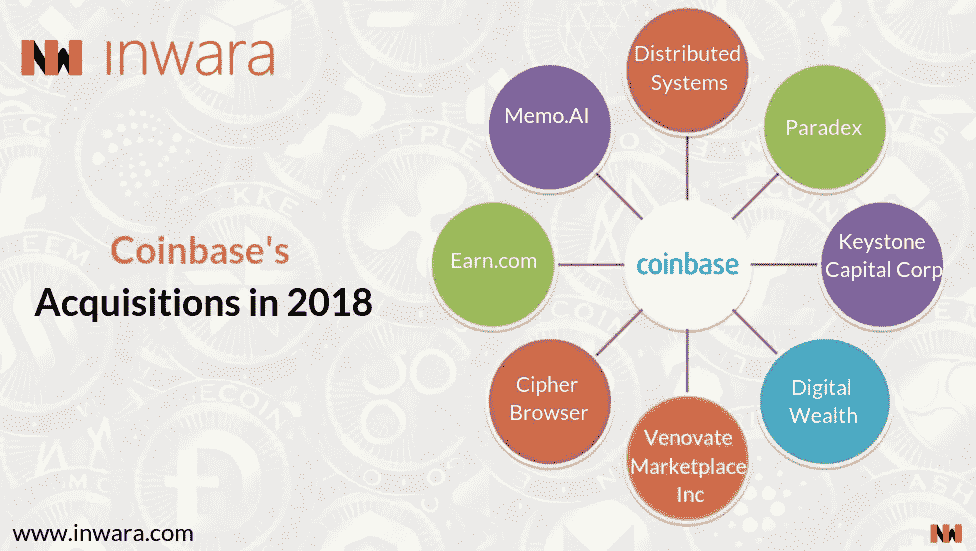 inwara
Coinbase's
Acquisitions in 2018
Distributed
Systems
Paradex
Keystone
Capital Corp
Digital
Wealth
Venovate
Marketplace
Inc
Cipher
Browser
Earn.com
Memo.AI
coinbase
www.inwara.com